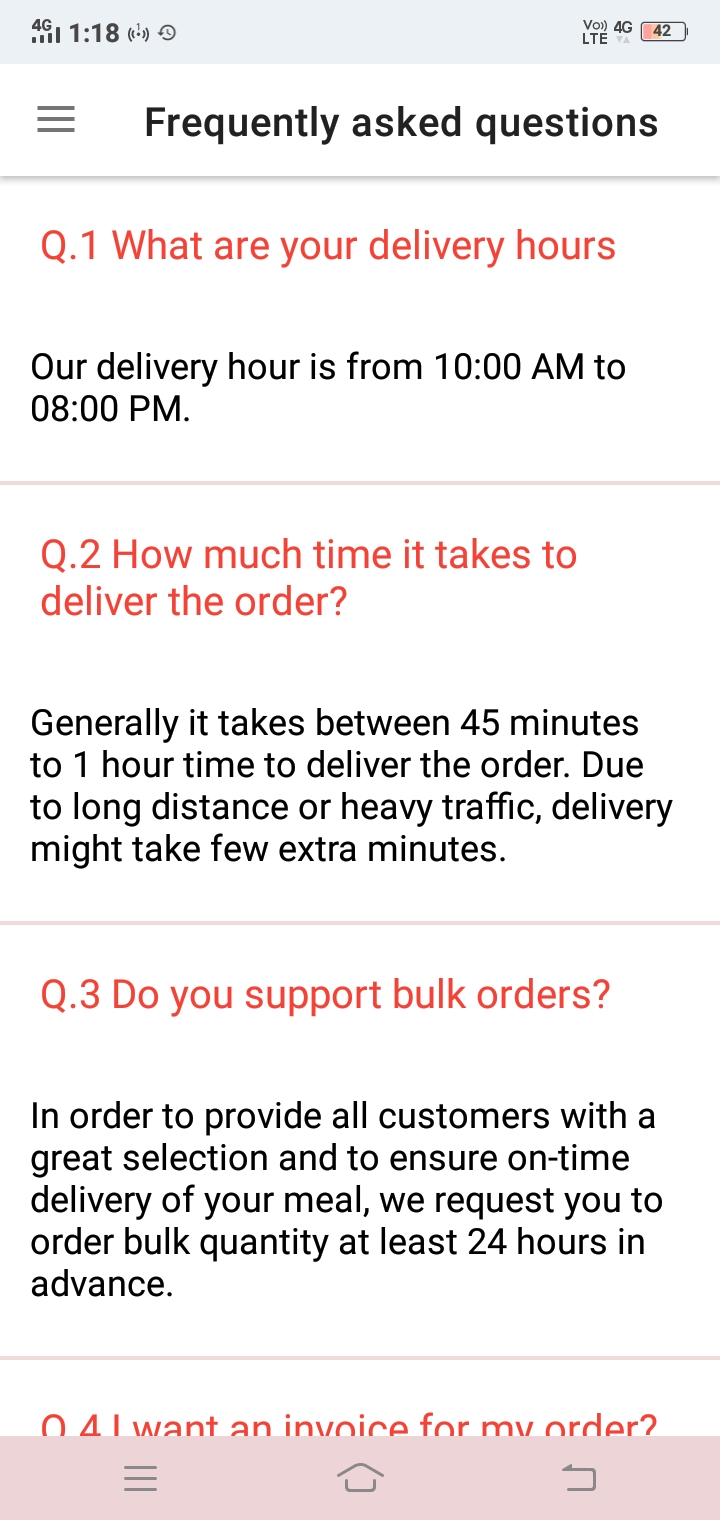 4G 1:18
Vo)) 4G
LTE
42
Frequently asked questions
Q.1 What are your delivery hours
Our delivery hour is from 10:00 AM to
08:00 PM.
Q.2 How much time it takes to
deliver the order?
Generally it takes between 45 minutes
to 1 hour time to deliver the order. Due
to long distance or heavy traffic, delivery
might take few extra minutes.
Q.3 Do you support bulk orders?
In order to provide all customers with a
great selection and to ensure on-time
delivery of your meal, we request you to
order bulk quantity at least 24 hours in
advance.
Q.4 I want an invoice for my order?